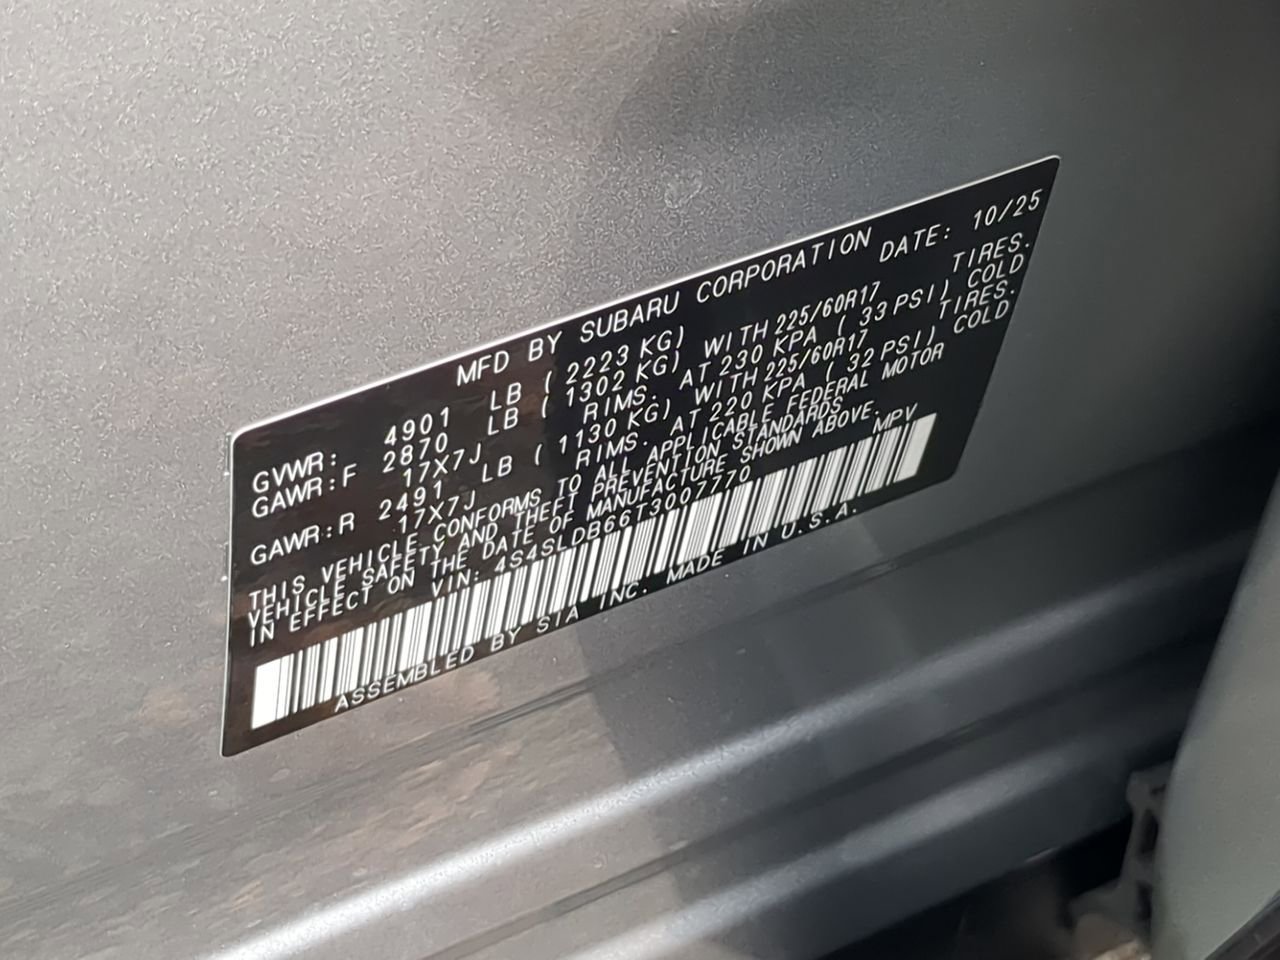 MFD BY SUBARU CORPORATION DATE: 10/25
GVWR: 4901 LB ( 2223 KG)
GAWR:F 2870 LB ( 1302 KG) WITH 225/60R17 TIRES.
17X7J RIMS. AT 230 KPA ( 33 PSI) COLD
GAWR:R 2491 LB ( 1130 KG) WITH 225/60R17 TIRES.
17X7J RIMS. AT 220 KPA ( 32 PSI) COLD
THIS VEHICLE CONFORMS TO ALL APPLICABLE FEDERAL MOTOR
VEHICLE SAFETY AND THEFT PREVENTION STANDARDS
IN EFFECT ON THE DATE OF MANUFACTURE SHOWN ABOVE.
VIN: 4S4SLDB66T3007770 MPV
ASSEMBLED BY SIA INC. MADE IN U.S.A.